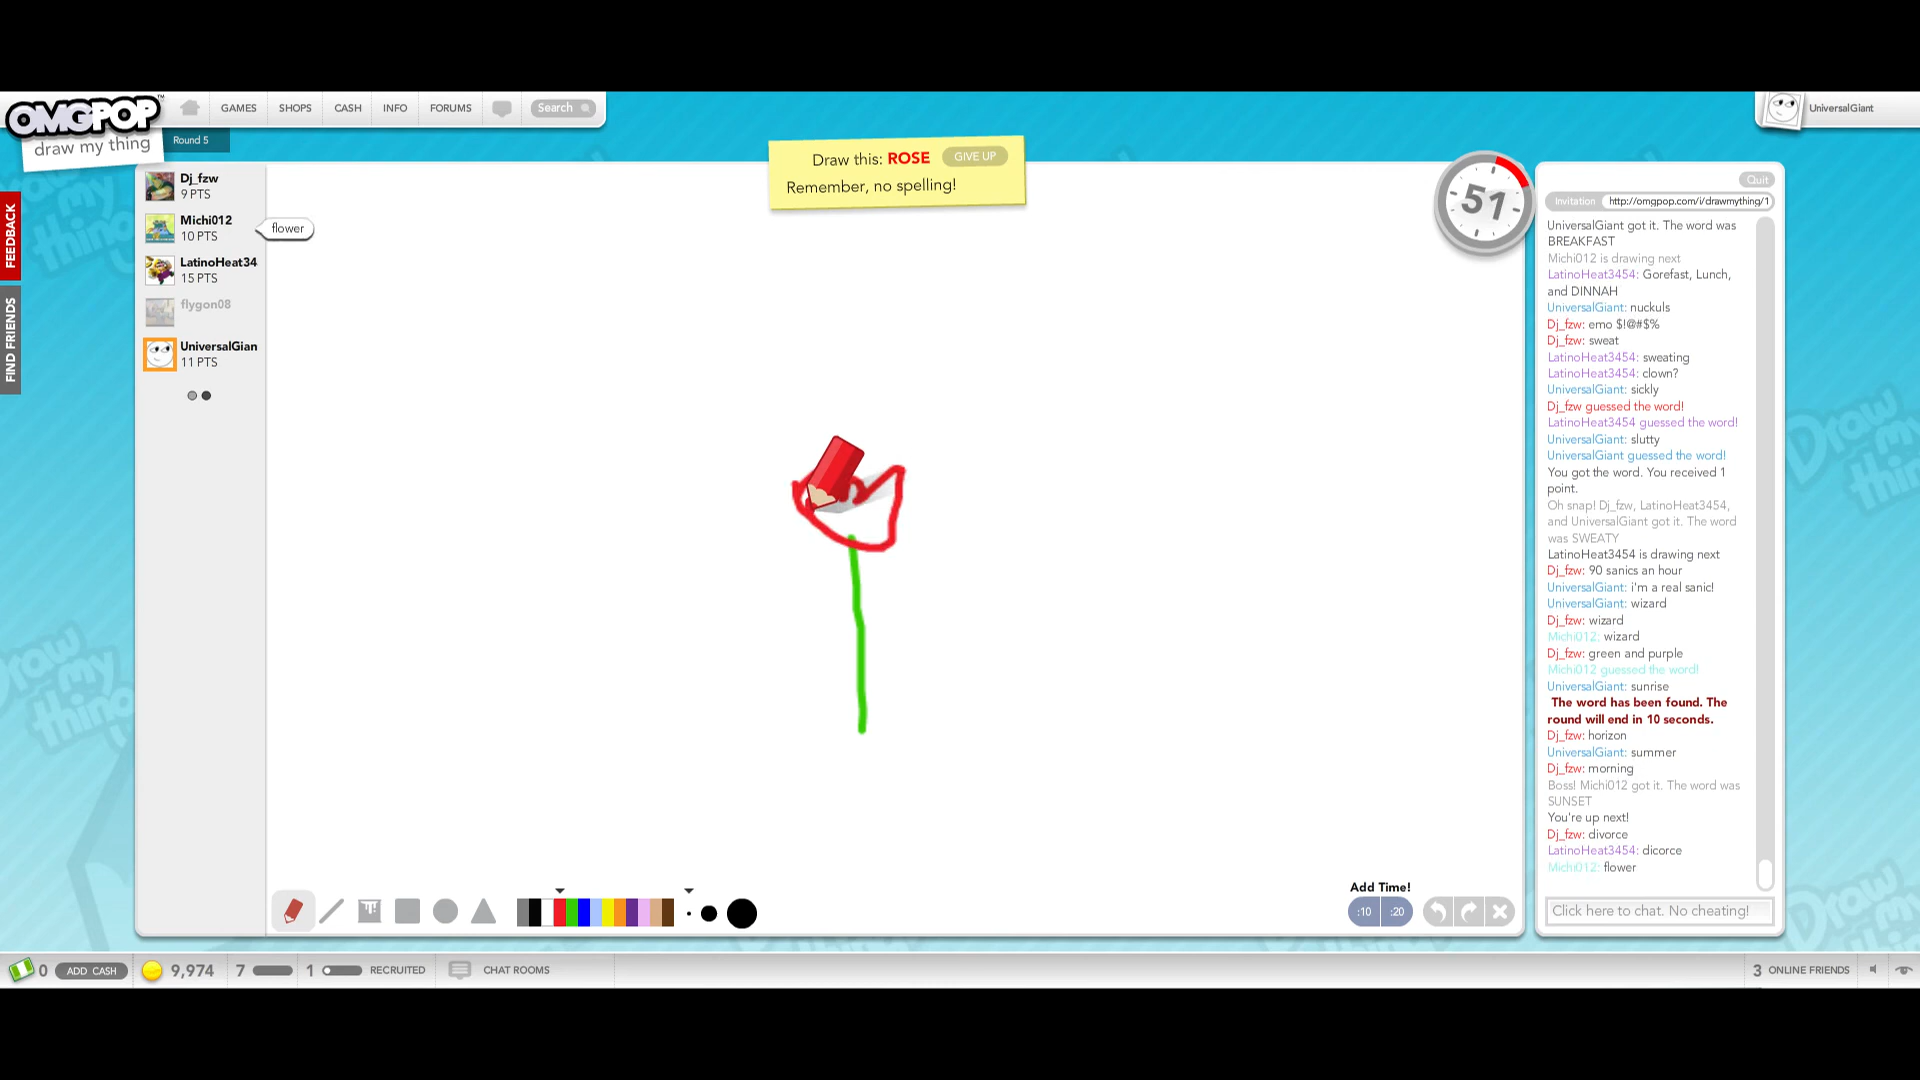 OMGPOP™
draw my thing
GAMES SHOPS CASH INFO FORUMS Search
UniversalGiant
Round 5
Draw this: ROSE GIVE UP
Remember, no spelling!
51
FEEDBACK
FIND FRIENDS
Dj_fzw
9 PTS
Michi012
10 PTS
flower
LatinoHeat34
15 PTS
flygon08
UniversalGian
11 PTS
Quit
Invitation http://omgpop.com/i/drawmything/1
UniversalGiant got it. The word was
BREAKFAST
Michi012 is drawing next
LatinoHeat3454: Gorefast, Lunch,
and DINNAH
UniversalGiant: nuckuls
Dj_fzw: emo $!@#$%
Dj_fzw: sweat
LatinoHeat3454: sweating
LatinoHeat3454: clown?
UniversalGiant: sickly
Dj_fzw guessed the word!
LatinoHeat3454 guessed the word!
UniversalGiant: slutty
UniversalGiant guessed the word!
You got the word. You received 1
point.
Oh snap! Dj_fzw, LatinoHeat3454,
and UniversalGiant got it. The word
was SWEATY
LatinoHeat3454 is drawing next
Dj_fzw: 90 sanics an hour
UniversalGiant: i'm a real sanic!
UniversalGiant: wizard
Dj_fzw: wizard
Michi012: wizard
Dj_fzw: green and purple
Michi012 guessed the word!
UniversalGiant: sunrise
The word has been found. The
round will end in 10 seconds.
Dj_fzw: horizon
UniversalGiant: summer
Dj_fzw: morning
Boss! Michi012 got it. The word was
SUNSET
You're up next!
Dj_fzw: divorce
LatinoHeat3454: dicorce
Michi012: flower
Click here to chat. No cheating!
Add Time!
:10 :20
0 ADD CASH 9,974 7 1 RECRUITED CHAT ROOMS
3 ONLINE FRIENDS
Draw my thing